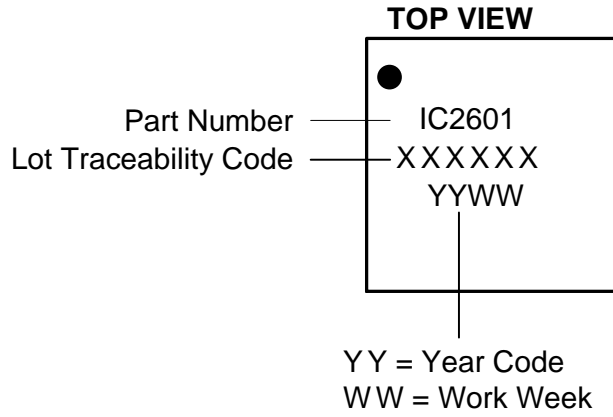 TOP VIEW
Part Number
IC2601
Lot Traceability Code
XXXXXX
YYWW
YY = Year Code
WW = Work Week